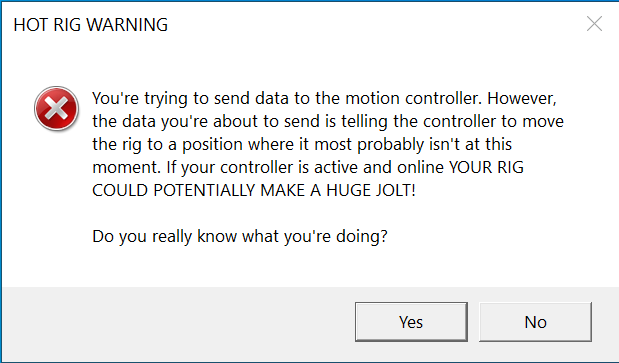 HOT RIG WARNING
You're trying to send data to the motion controller. However,
the data you're about to send is telling the controller to move
the rig to a position where it most probably isn't at this
moment. If your controller is active and online YOUR RIG
COULD POTENTIALLY MAKE A HUGE JOLT!
Do you really know what you're doing?
Yes
No